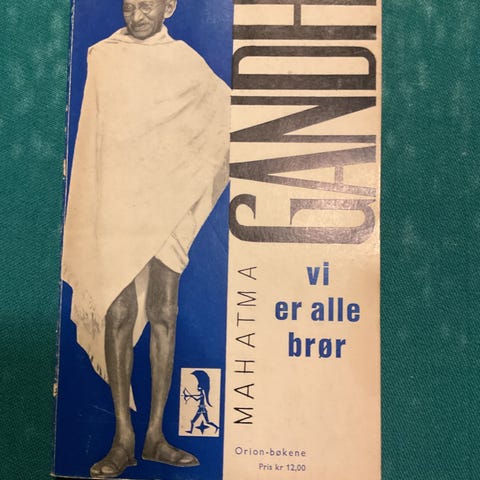 MAHATMA
GANDHI
vi
er alle
brør
Orion-bøkene
Pris kr 12,00